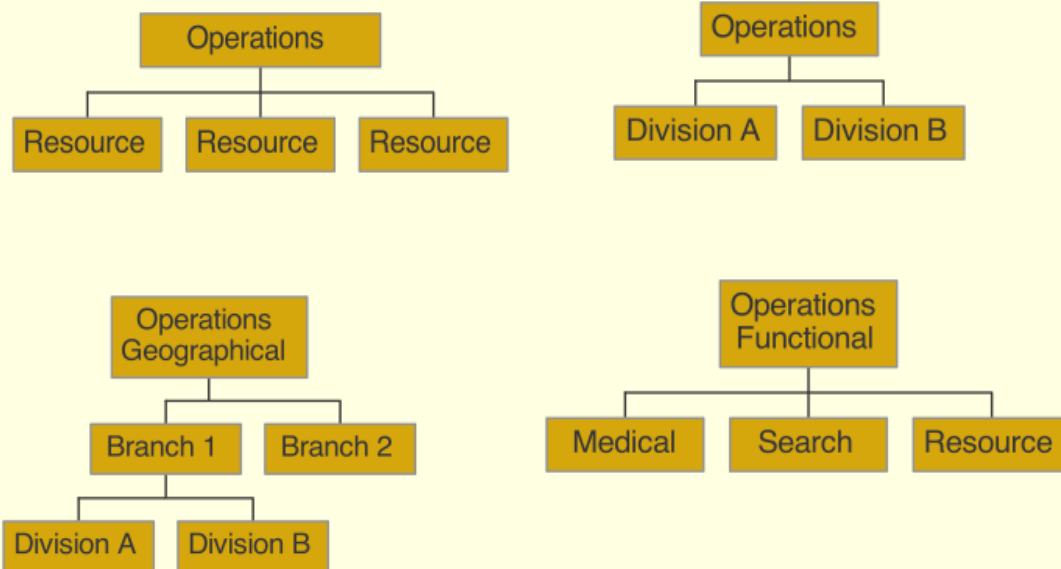 Operations
Resource Resource Resource
Operations
Division A Division B
Operations
Geographical
Branch 1 Branch 2
Division A Division B
Operations
Functional
Medical Search Resource